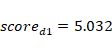 score_d1 = 5.032